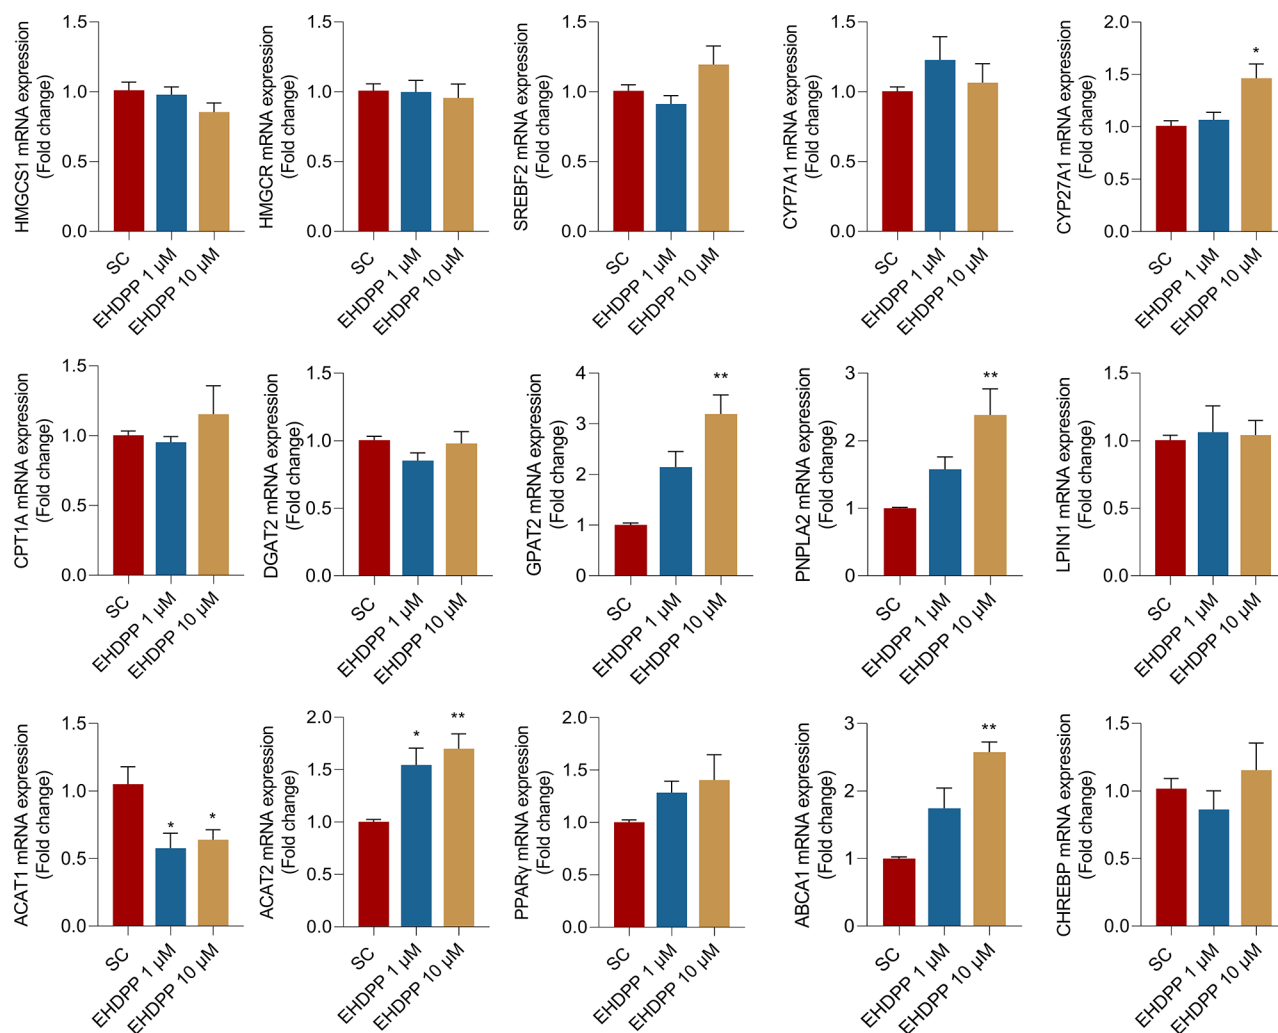 HMGCS1 mRNA expression
(Fold change)
1.5
1.0
0.5
0.0
SC
EHDPP 1 μM
EHDPP 10 μM
HMGCR mRNA expression
(Fold change)
1.5
1.0
0.5
0.0
SC
EHDPP 1 μM
EHDPP 10 μM
SREBF2 mRNA expression
(Fold change)
1.5
1.0
0.5
0.0
SC
EHDPP 1 μM
EHDPP 10 μM
CYP7A1 mRNA expression
(Fold change)
1.5
1.0
0.5
0.0
SC
EHDPP 1 μM
EHDPP 10 μM
CYP27A1 mRNA expression
(Fold change)
2.0
1.5
1.0
0.5
0.0
*
SC
EHDPP 1 μM
EHDPP 10 μM
CPT1A mRNA expression
(Fold change)
1.5
1.0
0.5
0.0
SC
EHDPP 1 μM
EHDPP 10 μM
DGAT2 mRNA expression
(Fold change)
1.5
1.0
0.5
0.0
SC
EHDPP 1 μM
EHDPP 10 μM
GPAT2 mRNA expression
(Fold change)
4
3
2
1
0
**
SC
EHDPP 1 μM
EHDPP 10 μM
PNPLA2 mRNA expression
(Fold change)
3
2
1
0
**
SC
EHDPP 1 μM
EHDPP 10 μM
LPIN1 mRNA expression
(Fold change)
1.5
1.0
0.5
0.0
SC
EHDPP 1 μM
EHDPP 10 μM
ACAT1 mRNA expression
(Fold change)
1.5
1.0
0.5
0.0
*
*
SC
EHDPP 1 μM
EHDPP 10 μM
ACAT2 mRNA expression
(Fold change)
2.0
1.5
1.0
0.5
0.0
*
**
SC
EHDPP 1 μM
EHDPP 10 μM
PPARγ mRNA expression
(Fold change)
2.0
1.5
1.0
0.5
0.0
SC
EHDPP 1 μM
EHDPP 10 μM
ABCA1 mRNA expression
(Fold change)
3
2
1
0
**
SC
EHDPP 1 μM
EHDPP 10 μM
CHREBP mRNA expression
(Fold change)
1.5
1.0
0.5
0.0
SC
EHDPP 1 μM
EHDPP 10 μM